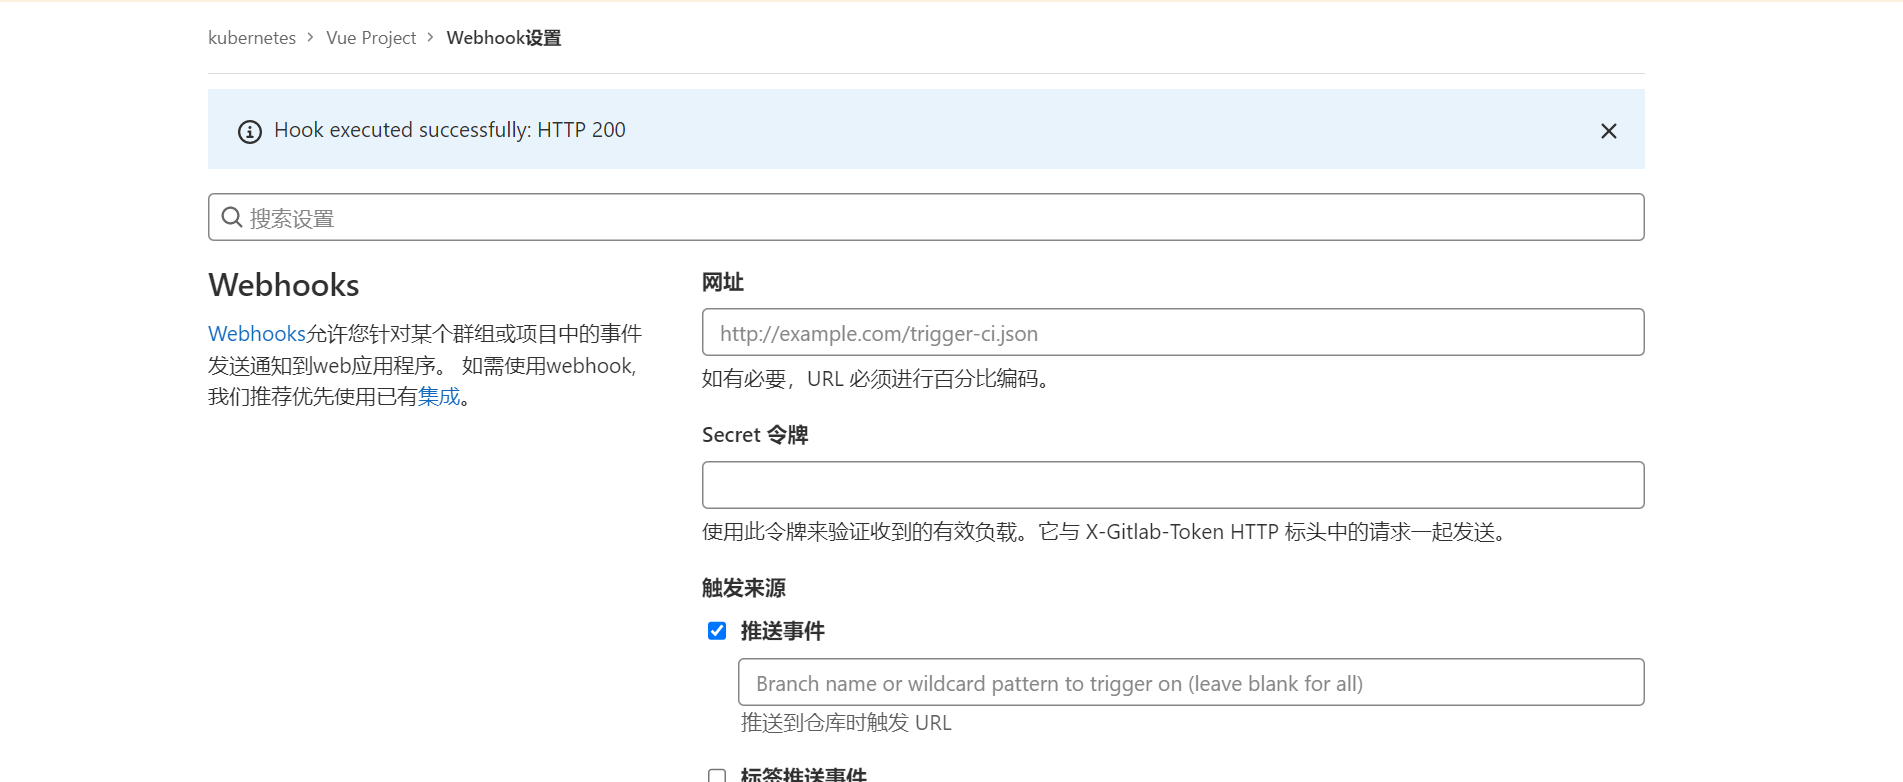 kubernetes > Vue Project > Webhook设置
Hook executed successfully: HTTP 200
搜索设置
Webhooks
Webhooks允许您针对某个群组或项目中的事件
发送通知到web应用程序。 如需使用webhook,
我们推荐优先使用已有集成。
网址
http://example.com/trigger-ci.json
如有必要，URL 必须进行百分比编码。
Secret 令牌
使用此令牌来验证收到的有效负载。它与 X-Gitlab-Token HTTP 标头中的请求一起发送。
触发来源
推送事件
Branch name or wildcard pattern to trigger on (leave blank for all)
推送到仓库时触发 URL
标签推送事件